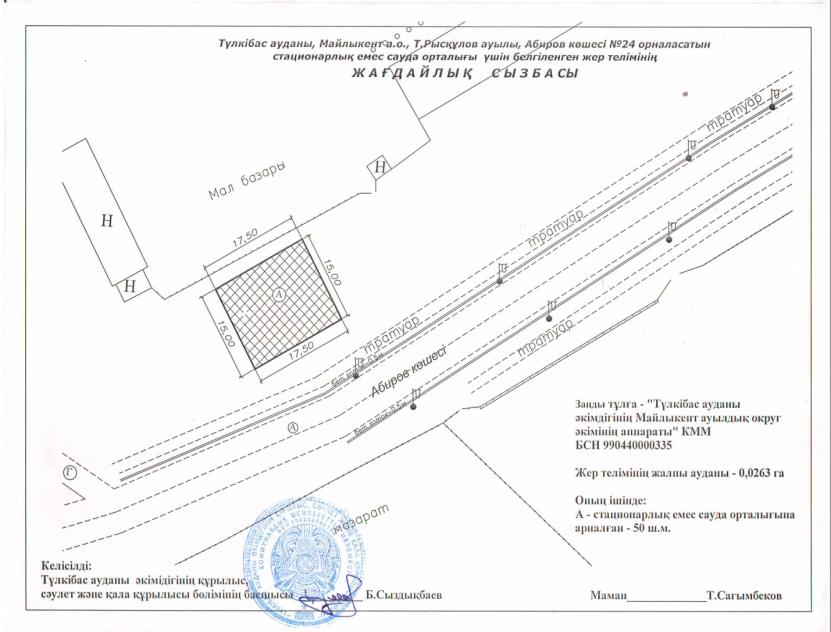 Түлкібас ауданы, Майлыкент а.о., Т.Рысқұлов ауылы, Абиров көшесі №24 орналасатын
стационарлық емес сауда орталығы үшін белгіленген жер телімінің
ЖАҒДАЙЛЫҚ СЫЗБАСЫ
тратуар
Мал базары
Н
Н
Н
17,50
15,00
А
15,00
17,50
тратуар
тратуар
тратуар
Абиров көшесі
А
Г
мазарат
Заңды тұлға - "Түлкібас ауданы
әкімдігінің Майлыкент ауылдық округ
әкімінің аппараты" КММ
БСН 990440000335
Жер телімінің жалпы ауданы - 0,0263 га
Оның ішінде:
А - стационарлық емес сауда орталығына
арналған - 50 ш.м.
Келісілді:
Түлкібас ауданы әкімдігінің құрылыс,
сәулет және қала құрылысы бөлімінің басшысы Б.Сыздықбаев
Маман Т.Сағымбеков